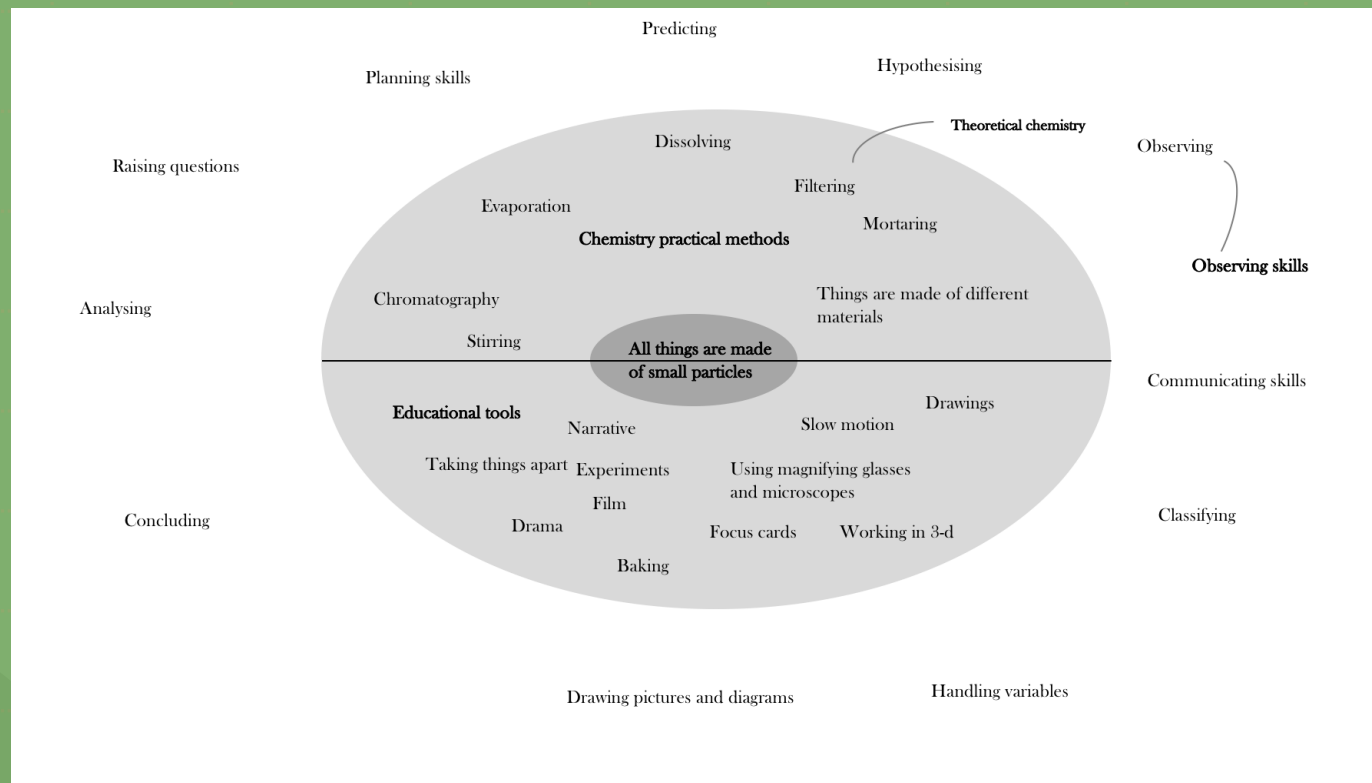 Predicting
Hypothesising
Planning skills
Theoretical chemistry
Dissolving
Observing
Raising questions
Filtering
Evaporation
Mortaring
Chemistry practical methods
Observing skills
Chromatography
Things are made of different
materials
Analysing
Stirring
All things are made
of small particles
Communicating skills
Educational tools
Drawings
Narrative
Slow motion
Taking things apart
Experiments
Using magnifying glasses
and microscopes
Film
Concluding
Drama
Focus cards
Working in 3-d
Classifying
Baking
Drawing pictures and diagrams
Handling variables